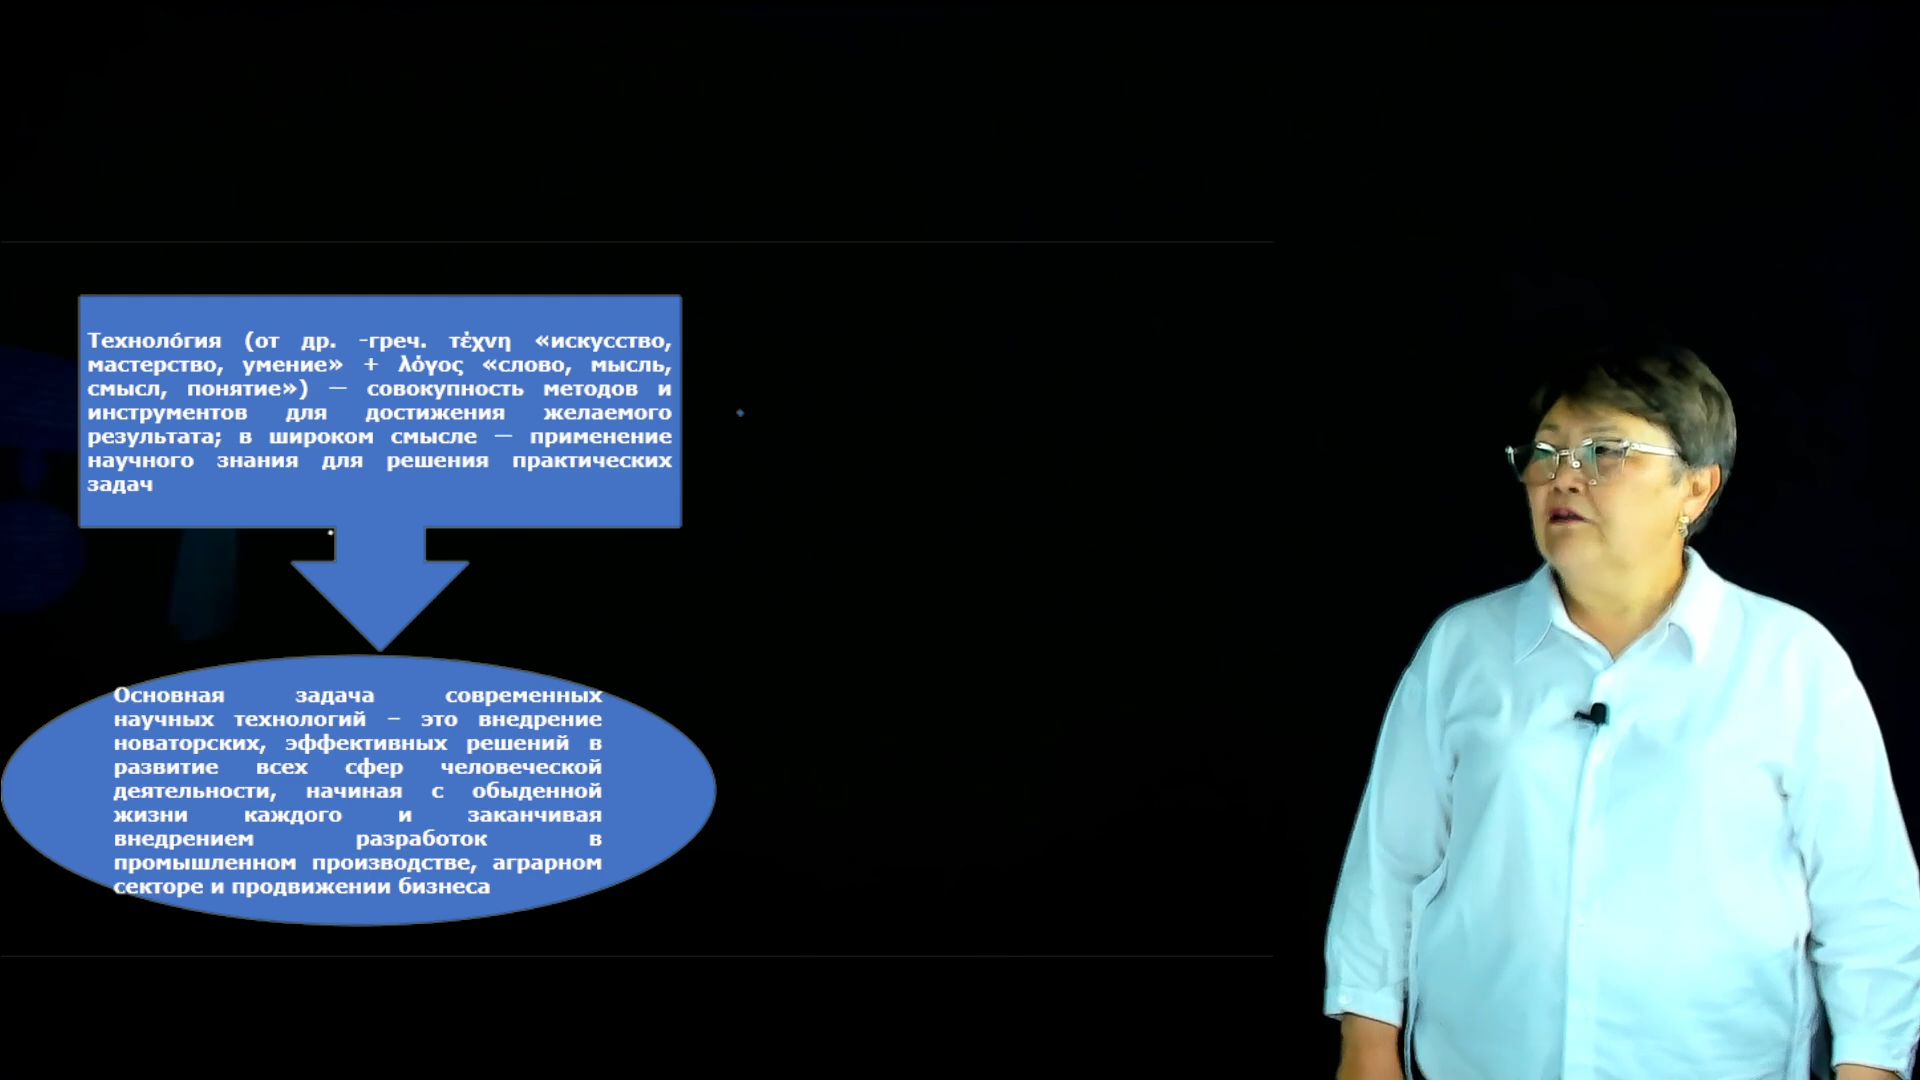 Техноло́гия (от др. -греч. τέχνη «искусство,
мастерство, умение» + λόγος «слово, мысль,
смысл, понятие») — совокупность методов и
инструментов для достижения желаемого
результата; в широком смысле — применение
научного знания для решения практических
задач
Основная задача современных
научных технологий – это внедрение
новаторских, эффективных решений в
развитие всех сфер человеческой
деятельности, начиная с обыденной
жизни каждого и заканчивая
внедрением разработок в
промышленном производстве, аграрном
секторе и продвижении бизнеса